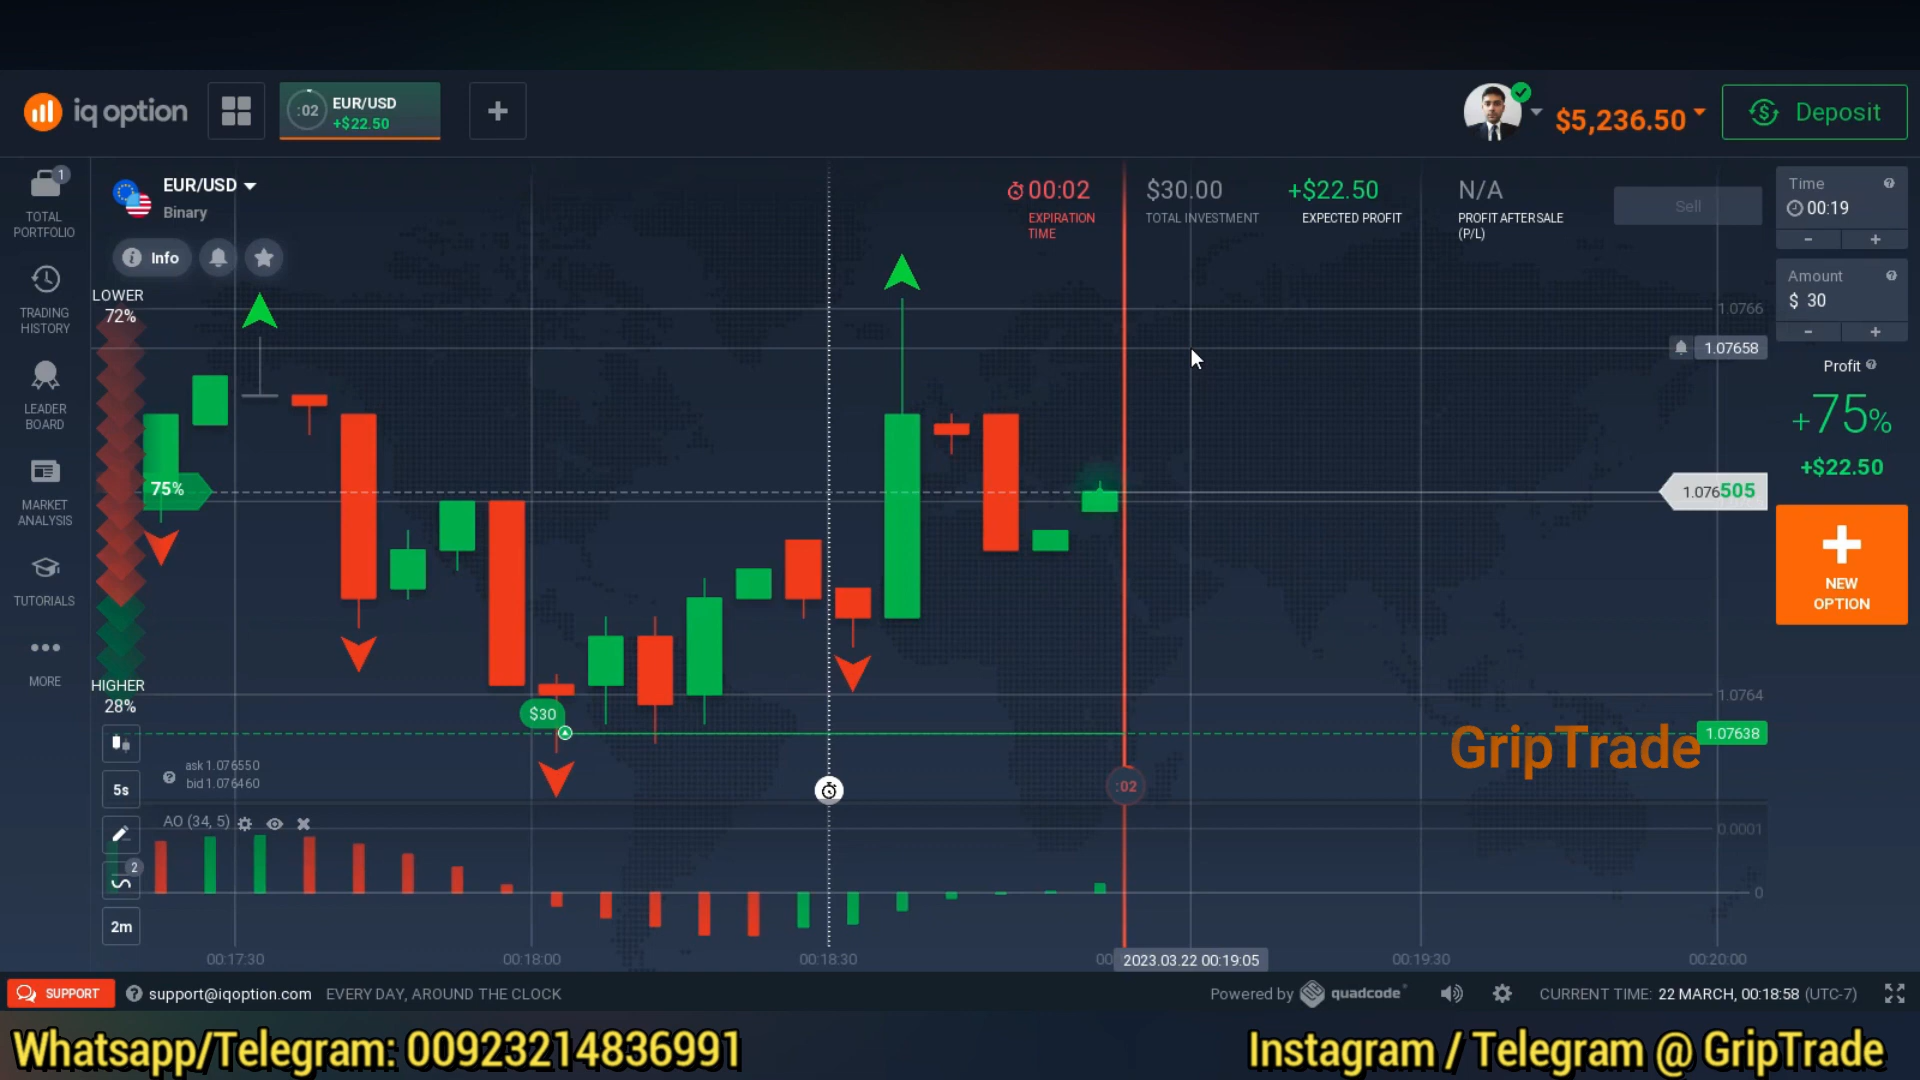 iq option
:02
EUR/USD
+$22.50
$5,236.50
Deposit
1
TOTAL
PORTFOLIO
TRADING
HISTORY
LEADER
BOARD
MARKET
ANALYSIS
TUTORIALS
MORE
EUR/USD
Binary
Info
LOWER
72%
75%
HIGHER
28%
00:02
EXPIRATION
TIME
$30.00
TOTAL INVESTMENT
+$22.50
EXPECTED PROFIT
N/A
PROFIT AFTER SALE
(P/L)
Sell
1.0766
1.07658
1.076505
1.0764
1.07638
GripTrade
$30
:02
ask 1.076550
bid 1.076460
5s
AO (34, 5)
2
2m
0.0001
0
00:17:30
00:18:00
00:18:30
00
2023.03.22 00:19:05
00:19:30
00:20:00
Time
00:19
-
+
Amount
$ 30
-
+
Profit
+75%
+$22.50
NEW
OPTION
SUPPORT
support@iqoption.com
EVERY DAY, AROUND THE CLOCK
Powered by quadcode
CURRENT TIME: 22 MARCH, 00:18:58 (UTC-7)
Whatsapp/Telegram: 00923214836991
Instagram / Telegram @ GripTrade